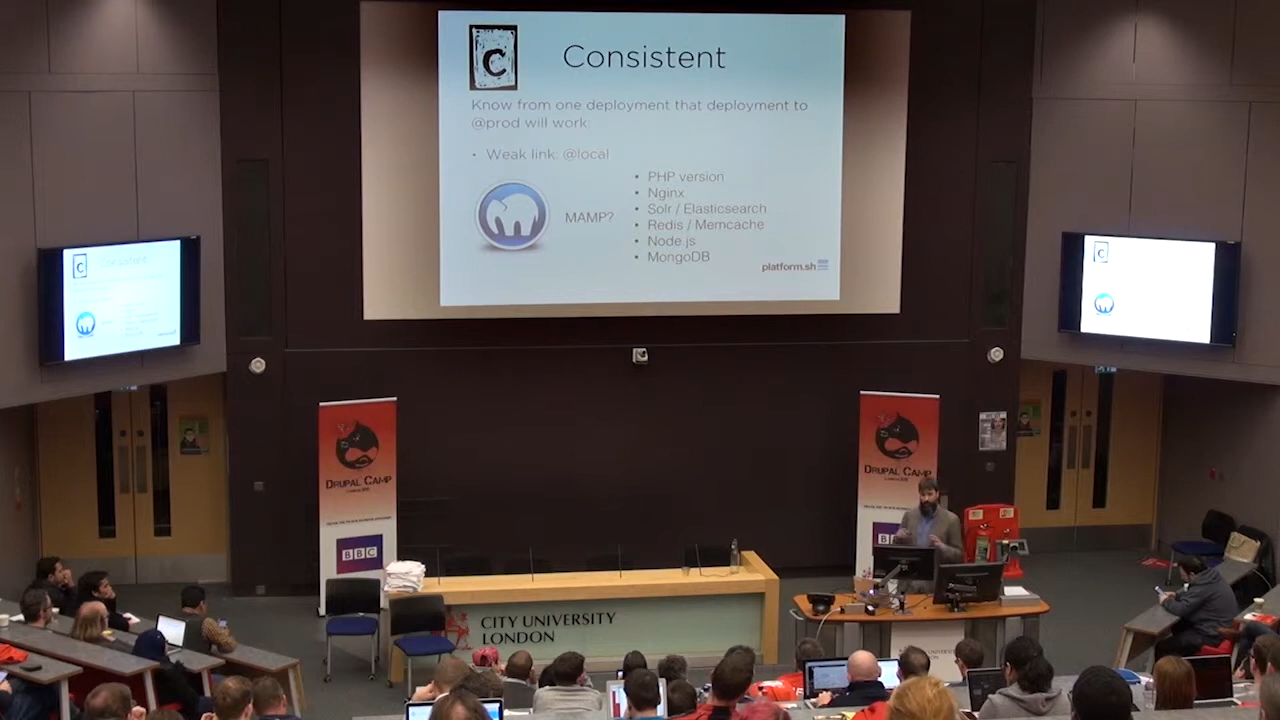 C
Consistent
Know from one deployment that deployment to
@prod will work:
• Weak link: @local
MAMP?
• PHP version
• Nginx
• Solr / Elasticsearch
• Redis / Memcache
• Node.js
• MongoDB
platform.sh
C
Consistent
C
DRUPAL CAMP
BBC
DRUPAL CAMP
CITY UNIVERSITY
LONDON